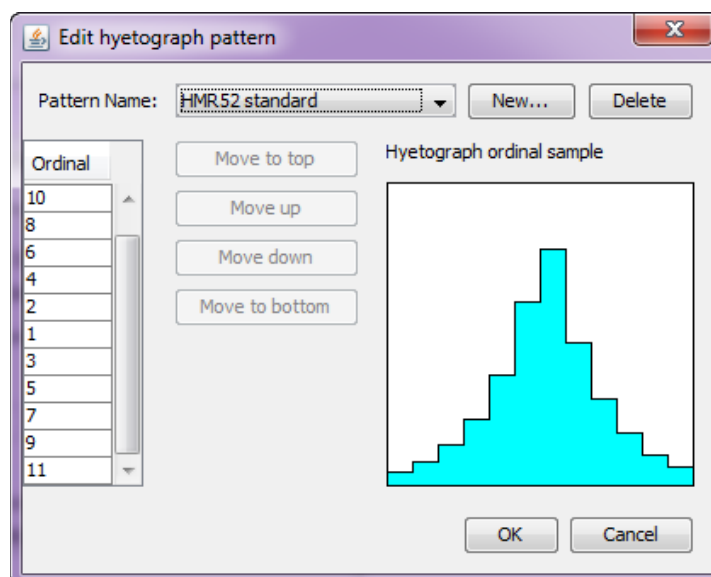 Edit hyetograph pattern
Pattern Name: HMR52 standard New... Delete
Ordinal
Move to top
Hyetograph ordinal sample
10
8
Move up
6
4
Move down
2
Move to bottom
1
3
5
7
9
11
OK Cancel